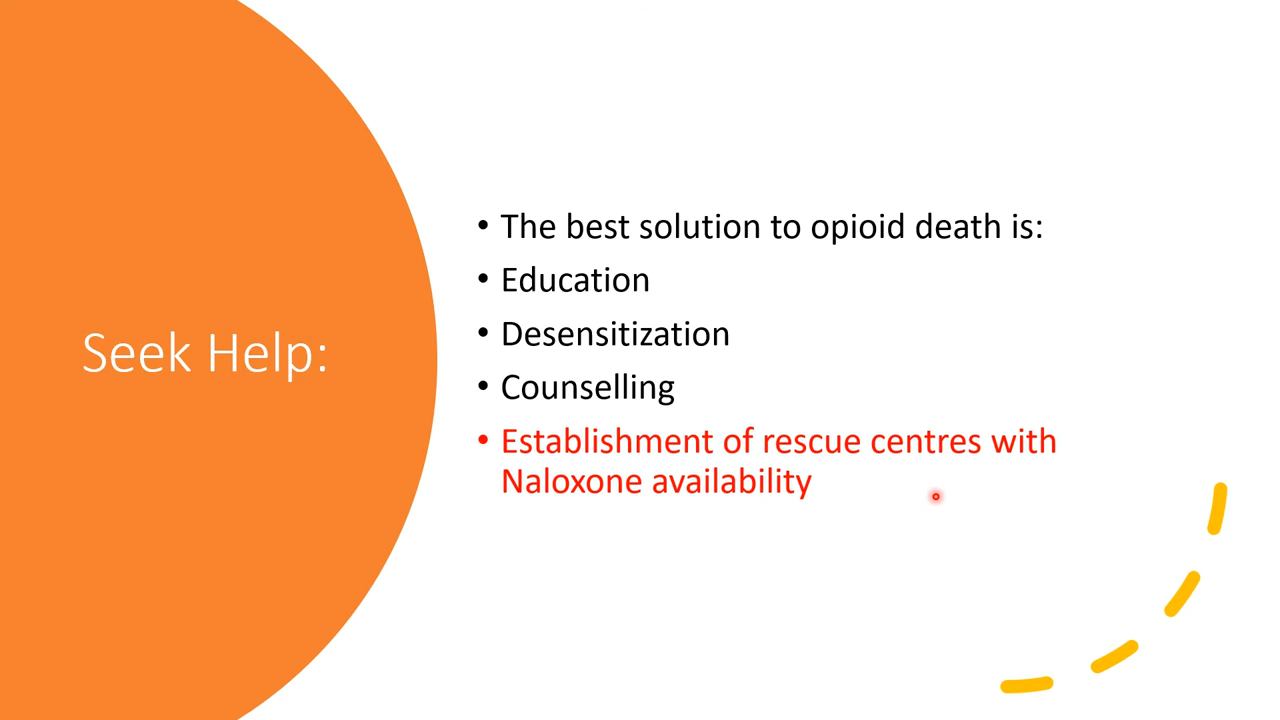 Seek Help:
• The best solution to opioid death is:
• Education
• Desensitization
• Counselling
• Establishment of rescue centres with
Naloxone availability